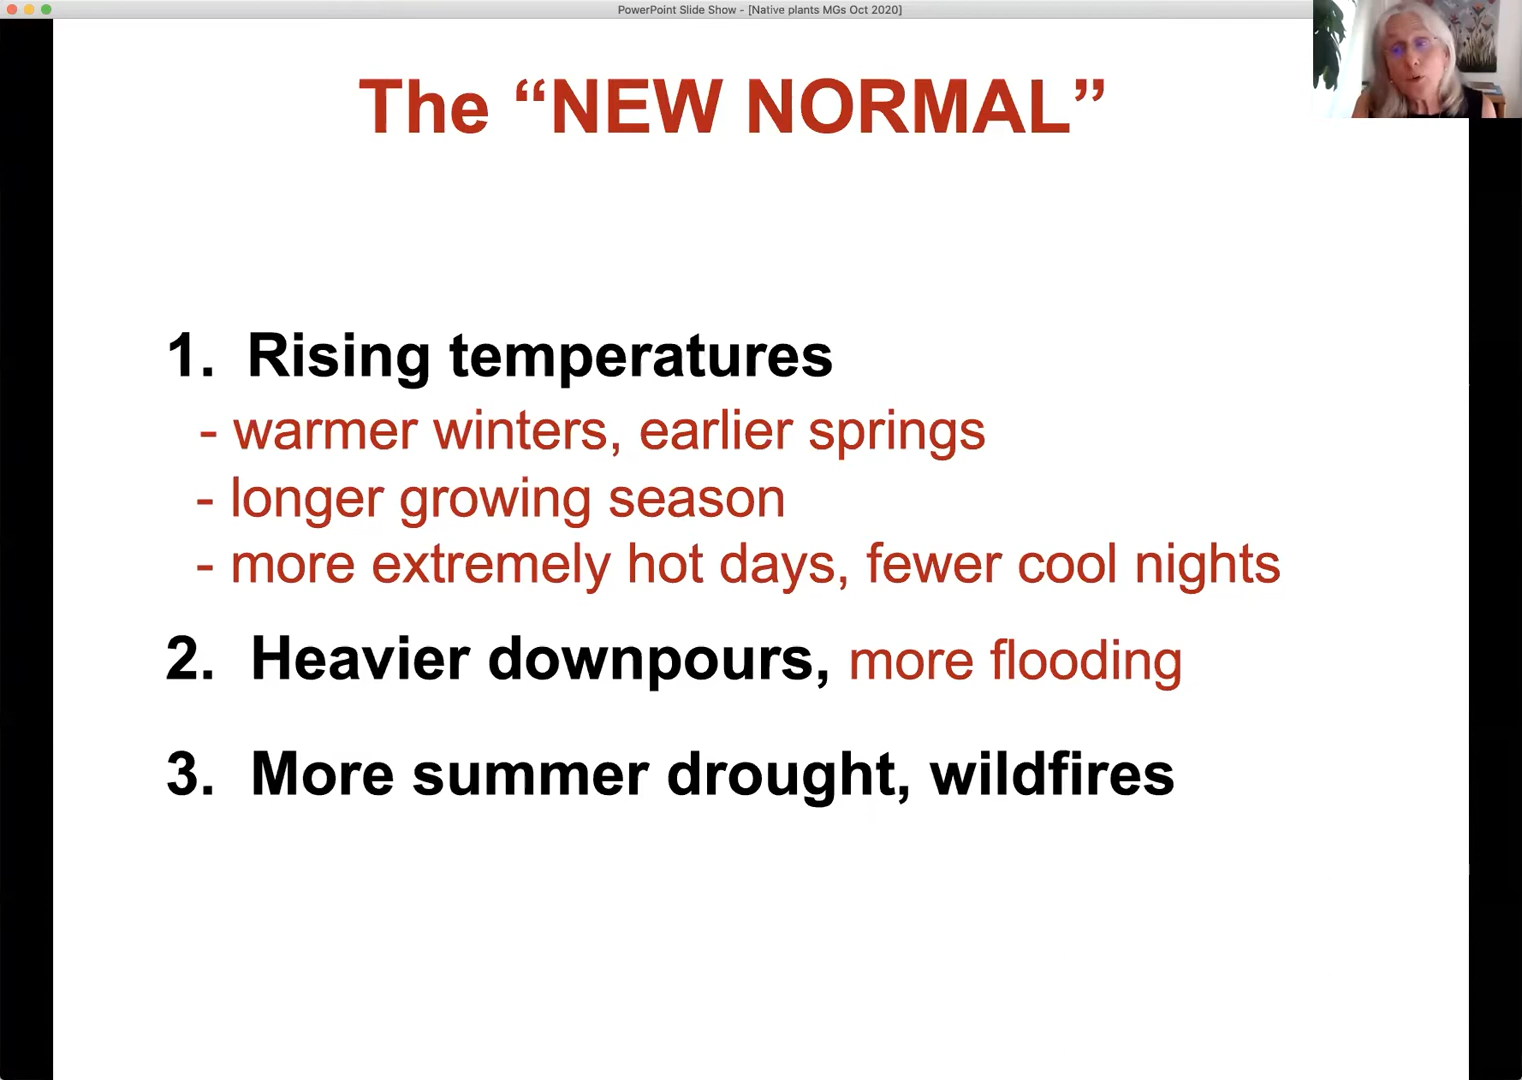 PowerPoint Slide Show - [Native plants MGs Oct 2020]
The “NEW NORMAL”
1. Rising temperatures
- warmer winters, earlier springs
- longer growing season
- more extremely hot days, fewer cool nights
2. Heavier downpours, more flooding
3. More summer drought, wildfires